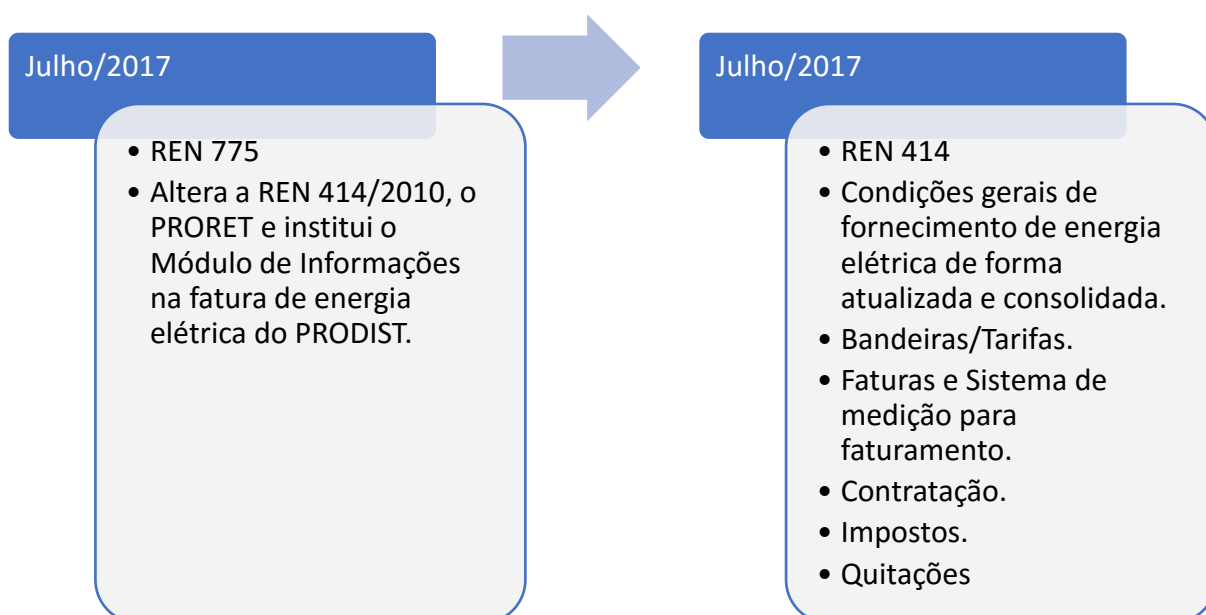 Julho/2017
• REN 775
• Altera a REN 414/2010, o
PRORET e institui o
Módulo de Informações
na fatura de energia
elétrica do PRODIST.
Julho/2017
• REN 414
• Condições gerais de
fornecimento de energia
elétrica de forma
atualizada e consolidada.
• Bandeiras/Tarifas.
• Faturas e Sistema de
medição para
faturamento.
• Contratação.
• Impostos.
• Quitações